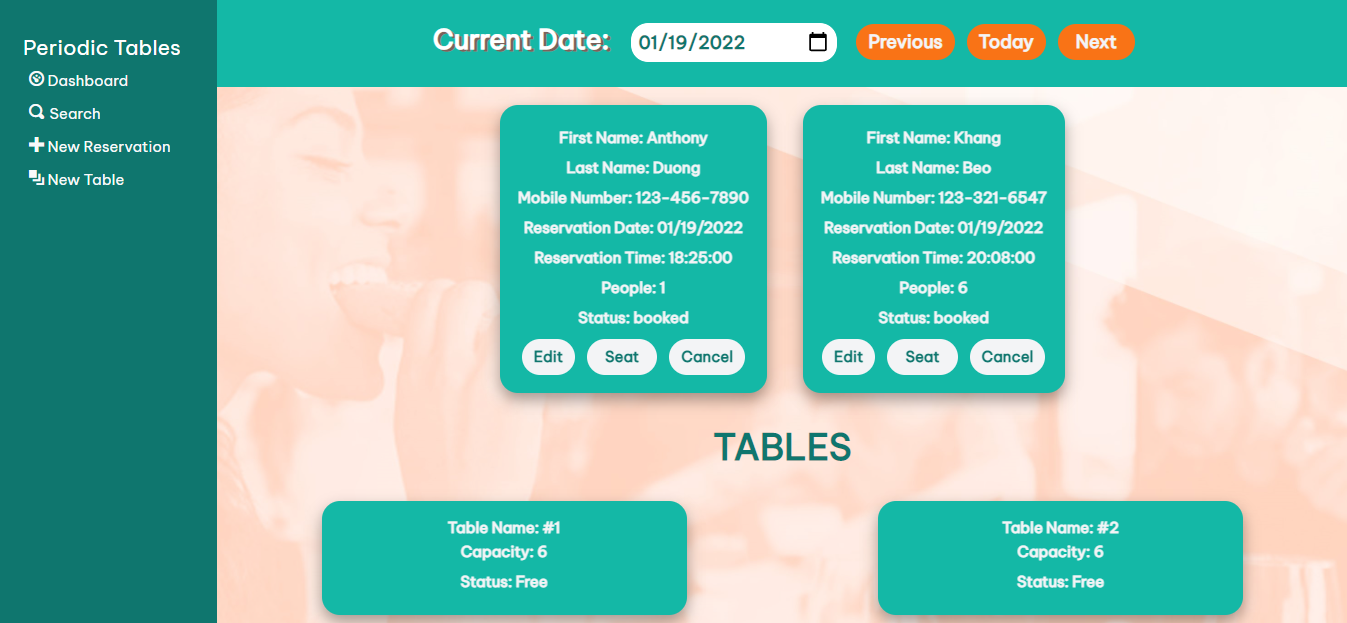 Periodic Tables
Dashboard
Search
New Reservation
New Table
Current Date: 01/19/2022 Previous Today Next
First Name: Anthony
Last Name: Duong
Mobile Number: 123-456-7890
Reservation Date: 01/19/2022
Reservation Time: 18:25:00
People: 1
Status: booked
Edit Seat Cancel
First Name: Khang
Last Name: Beo
Mobile Number: 123-321-6547
Reservation Date: 01/19/2022
Reservation Time: 20:08:00
People: 6
Status: booked
Edit Seat Cancel
TABLES
Table Name: #1
Capacity: 6
Status: Free
Table Name: #2
Capacity: 6
Status: Free